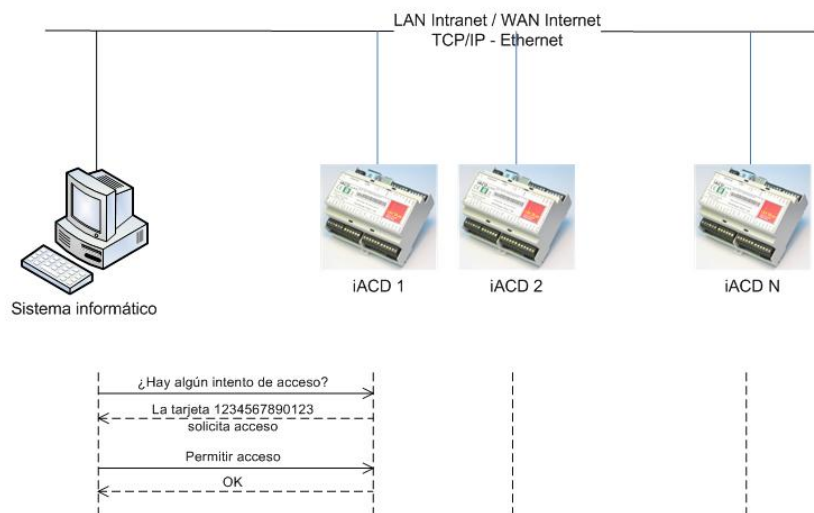 LAN Intranet / WAN Internet
TCP/IP - Ethernet
iACD 1
iACD 2
iACD N
Sistema informático
¿Hay algún intento de acceso?
La tarjeta 1234567890123
solicita acceso
Permitir acceso
OK